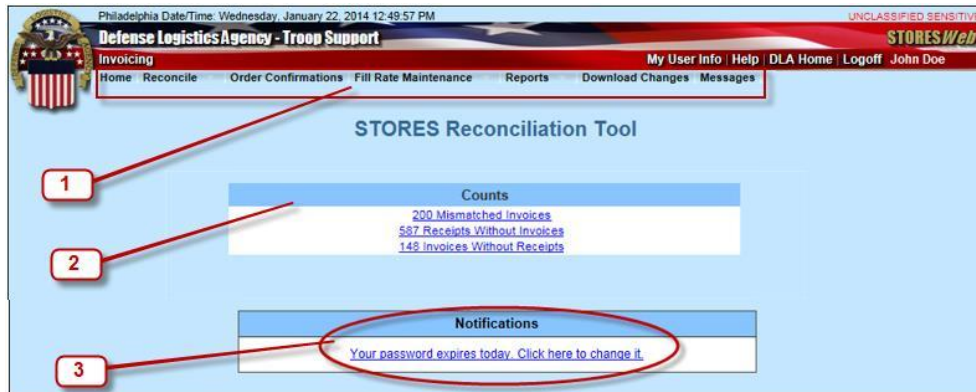 Philadelphia Date/Time: Wednesday, January 22, 2014 12:49:57 PM UNCLASSIFIED SENSITIVE
Defense Logistics Agency - Troop Support STORESWeb
Invoicing My User Info | Help | DLA Home | Logoff John Doe
Home Reconcile Order Confirmations Fill Rate Maintenance Reports Download Changes Messages
STORES Reconciliation Tool
1
Counts
200 Mismatched Invoices
587 Receipts Without Invoices
148 Invoices Without Receipts
2
Notifications
Your password expires today. Click here to change it.
3